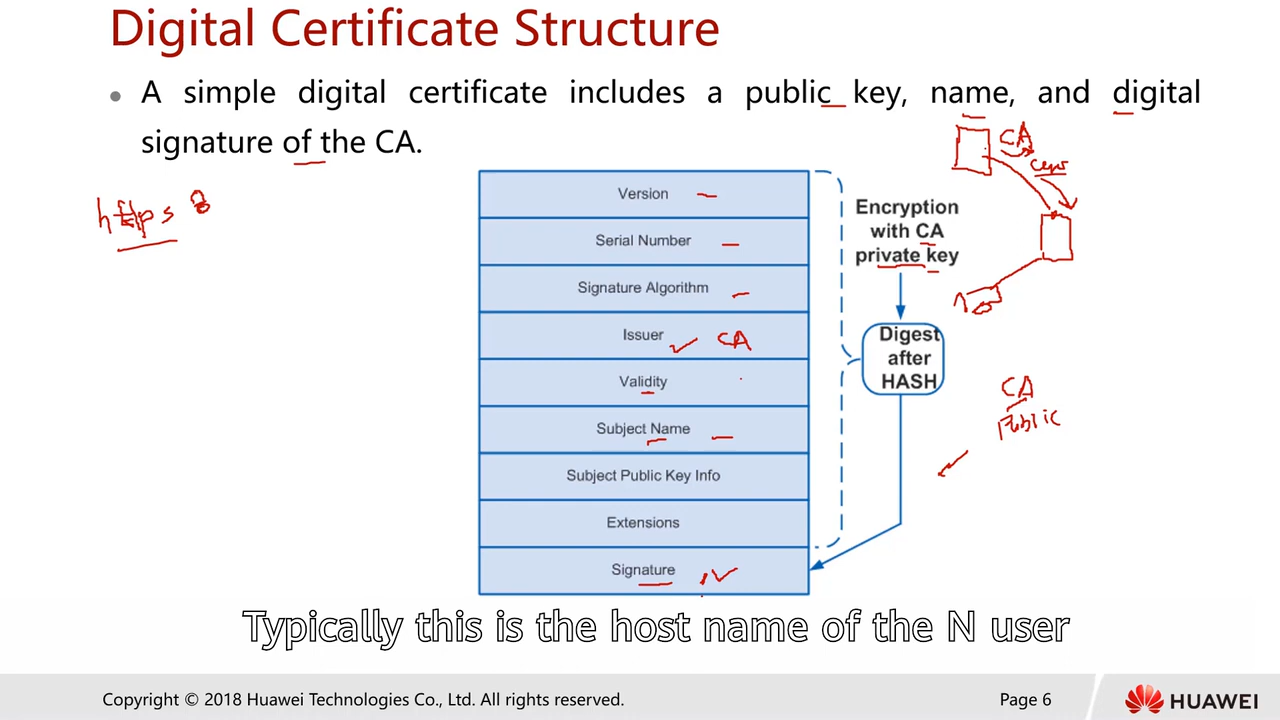 Digital Certificate Structure
A simple digital certificate includes a public key, name, and digital
signature of the CA.
CA
https
Version
Serial Number
Signature Algorithm
Issuer
CA
Validity
Subject Name
Subject Public Key Info
Extensions
Signature
Encryption
with CA
private key
Digest
after
HASH
CA
Public
Typically this is the host name of the N user
Copyright © 2018 Huawei Technologies Co., Ltd. All rights reserved.
Page 6
HUAWEI